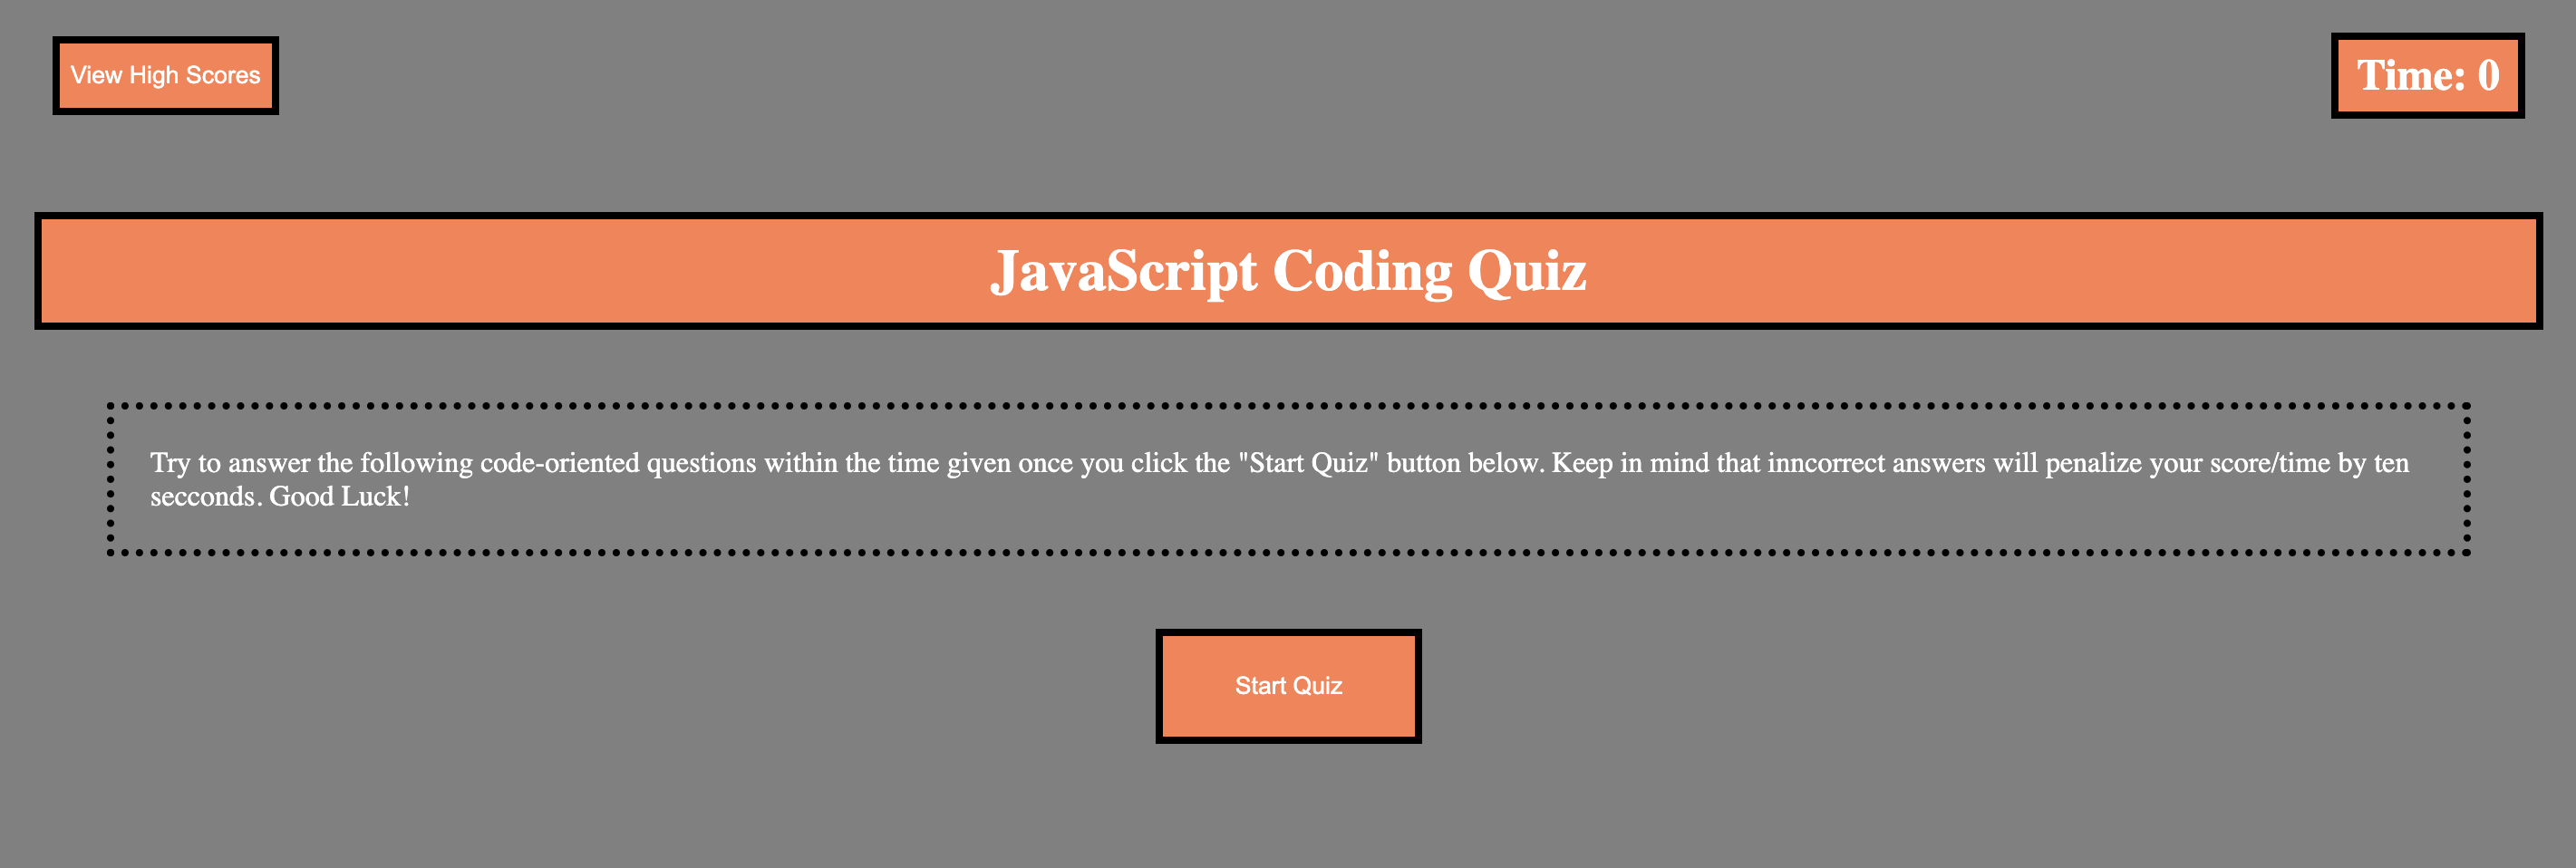 View High Scores
Time: 0
JavaScript Coding Quiz
Try to answer the following code-oriented questions within the time given once you click the "Start Quiz" button below. Keep in mind that inncorrect answers will penalize your score/time by ten
secconds. Good Luck!
Start Quiz